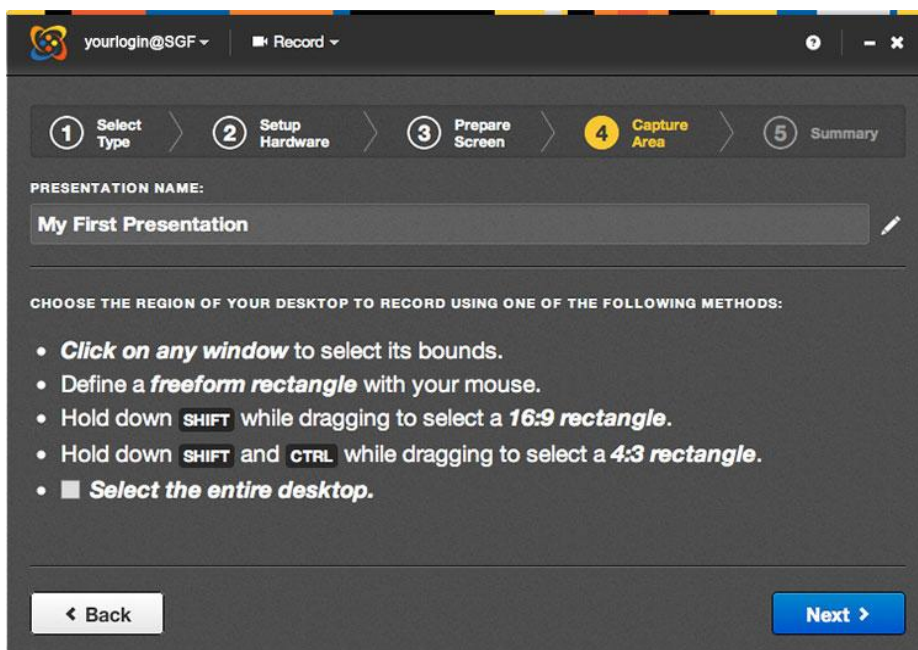 yourlogin@SGF Record ?
1 Select Type 2 Setup Hardware 3 Prepare Screen 4 Capture Area 5 Summary
PRESENTATION NAME:
My First Presentation
CHOOSE THE REGION OF YOUR DESKTOP TO RECORD USING ONE OF THE FOLLOWING METHODS:
• Click on any window to select its bounds.
• Define a freeform rectangle with your mouse.
• Hold down SHIFT while dragging to select a 16:9 rectangle.
• Hold down SHIFT and CTRL while dragging to select a 4:3 rectangle.
• Select the entire desktop.
Back Next